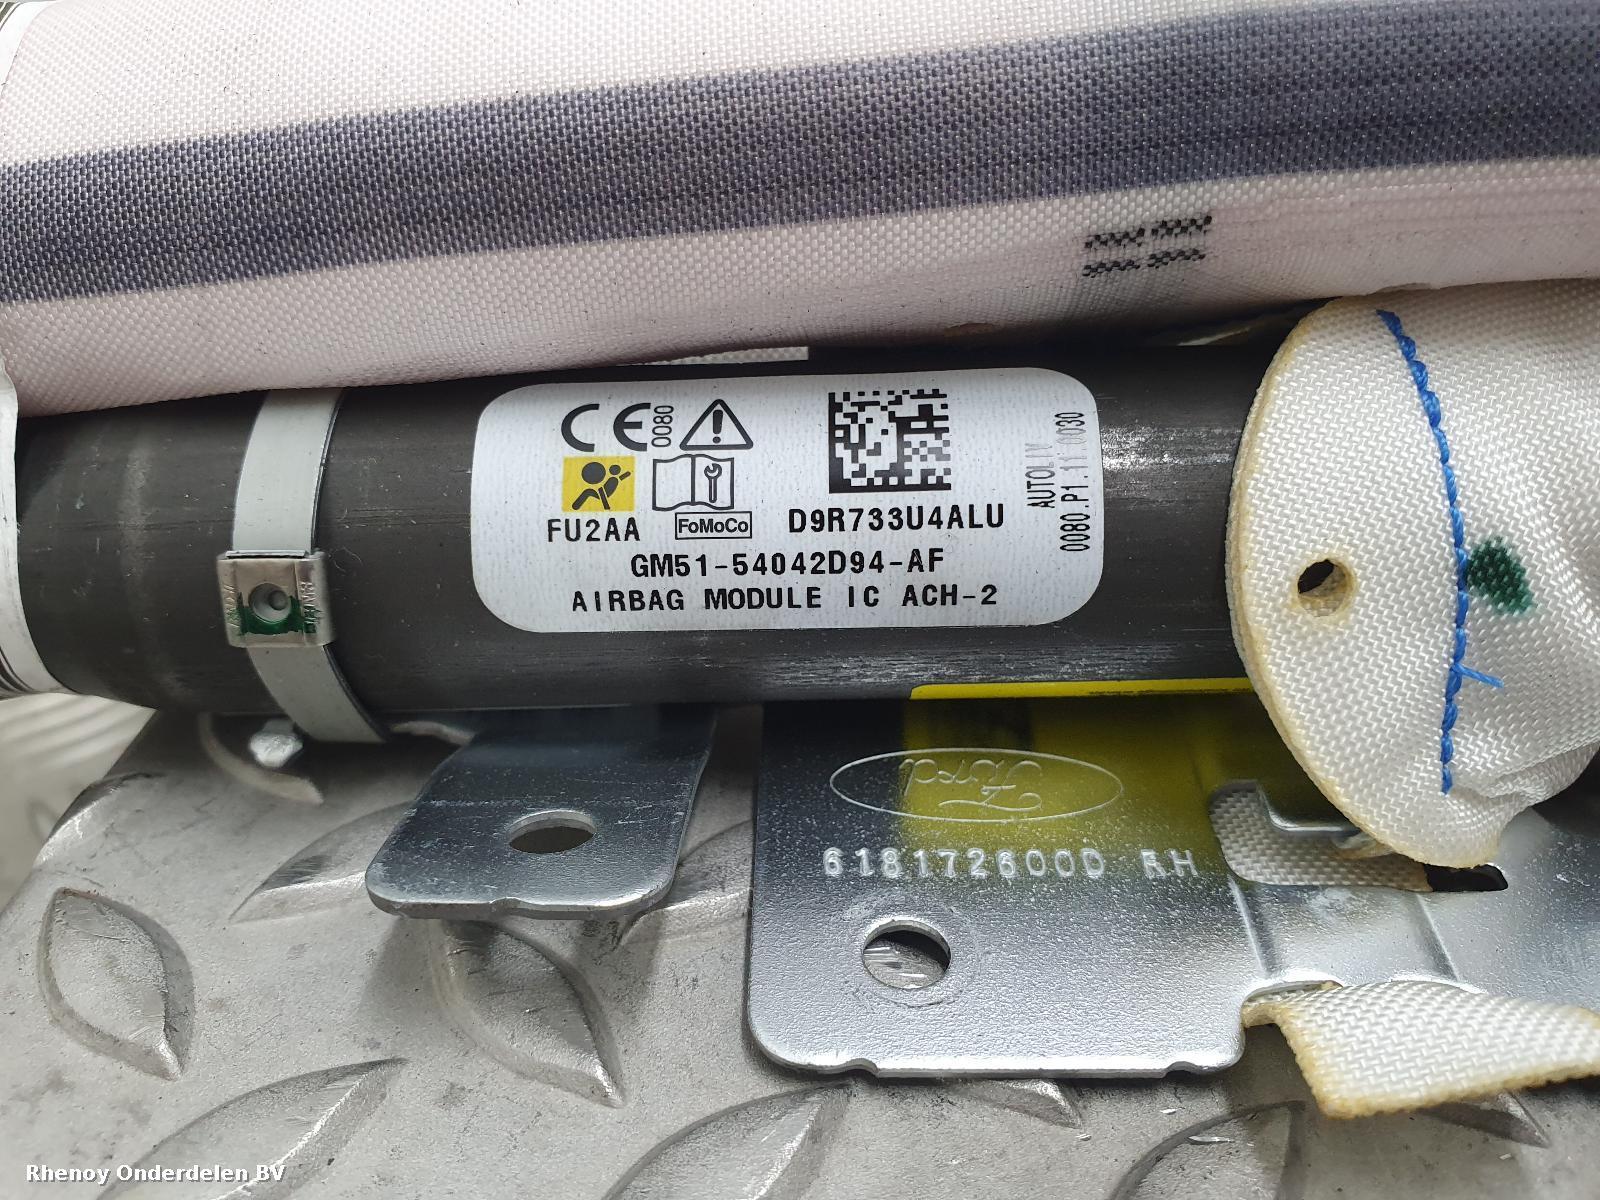 CE 0080
FU2AA
FoMoCo
D9R733U4ALU
GM51-54042D94-AF
AIRBAG MODULE IC ACH-2
AUTOLIV
Ford
618172600D RH
Rhenoy Onderdelen BV